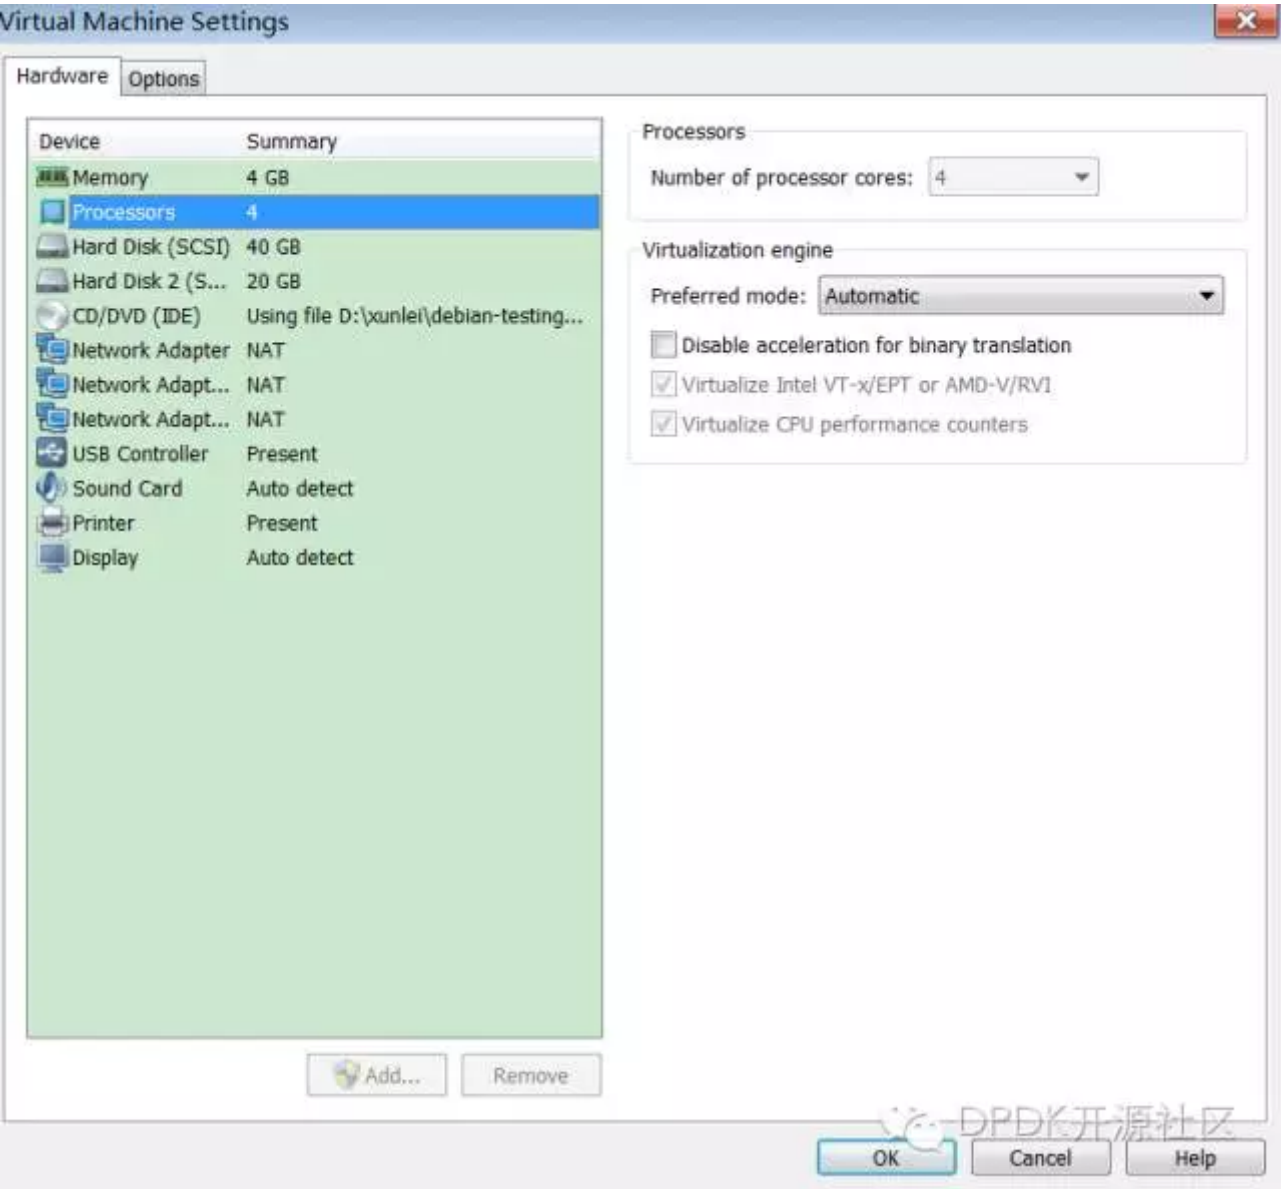 Virtual Machine Settings
Hardware Options
Device Summary
Memory 4 GB
Processors 4
Hard Disk (SCSI) 40 GB
Hard Disk 2 (S... 20 GB
CD/DVD (IDE) Using file D:\xunlei\debian-testing...
Network Adapter NAT
Network Adapt... NAT
Network Adapt... NAT
USB Controller Present
Sound Card Auto detect
Printer Present
Display Auto detect
Add... Remove
Processors
Number of processor cores: 4
Virtualization engine
Preferred mode: Automatic
Disable acceleration for binary translation
Virtualize Intel VT-x/EPT or AMD-V/RVI
Virtualize CPU performance counters
DPDK开源社区
OK Cancel Help